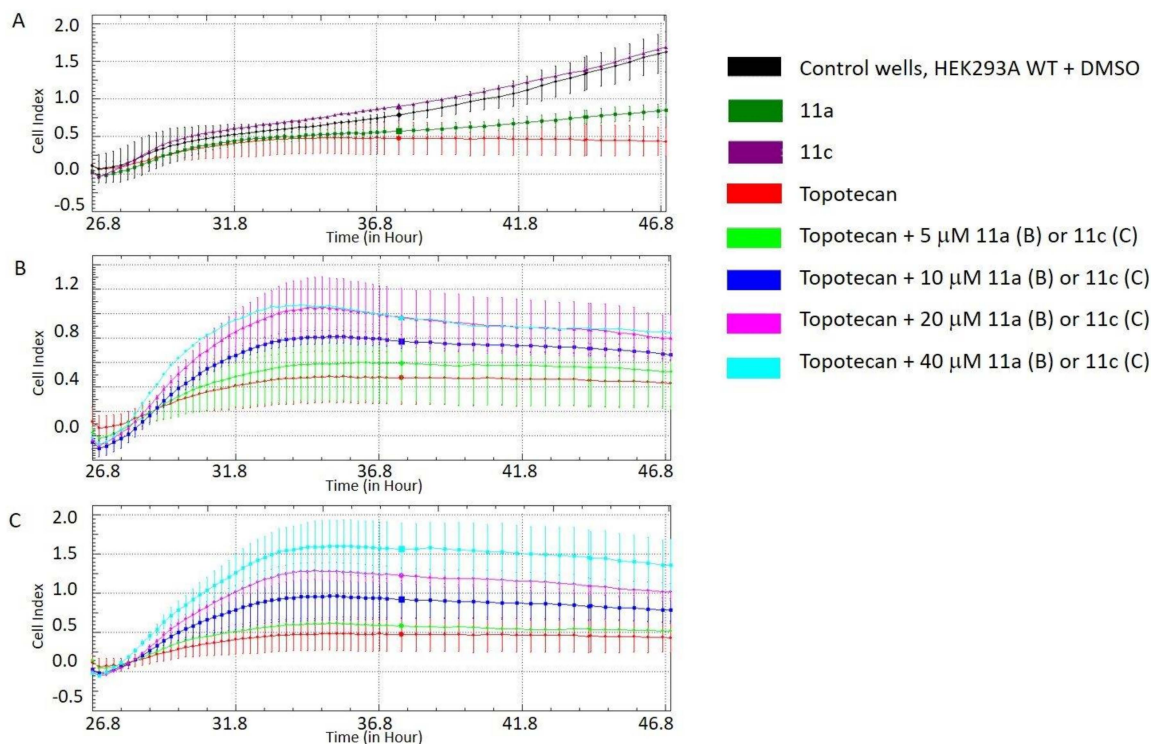 A
2.0
1.5
1.0
0.5
0.0
-0.5
Cell Index
26.8 31.8 36.8 41.8 46.8
Time (in Hour)
B
1.2
0.8
0.4
0.0
Cell Index
26.8 31.8 36.8 41.8 46.8
Time (in Hour)
C
2.0
1.5
1.0
0.5
0.0
-0.5
Cell Index
26.8 31.8 36.8 41.8 46.8
Time (in Hour)
Control wells, HEK293A WT + DMSO
11a
11c
Topotecan
Topotecan + 5 μM 11a (B) or 11c (C)
Topotecan + 10 μM 11a (B) or 11c (C)
Topotecan + 20 μM 11a (B) or 11c (C)
Topotecan + 40 μM 11a (B) or 11c (C)